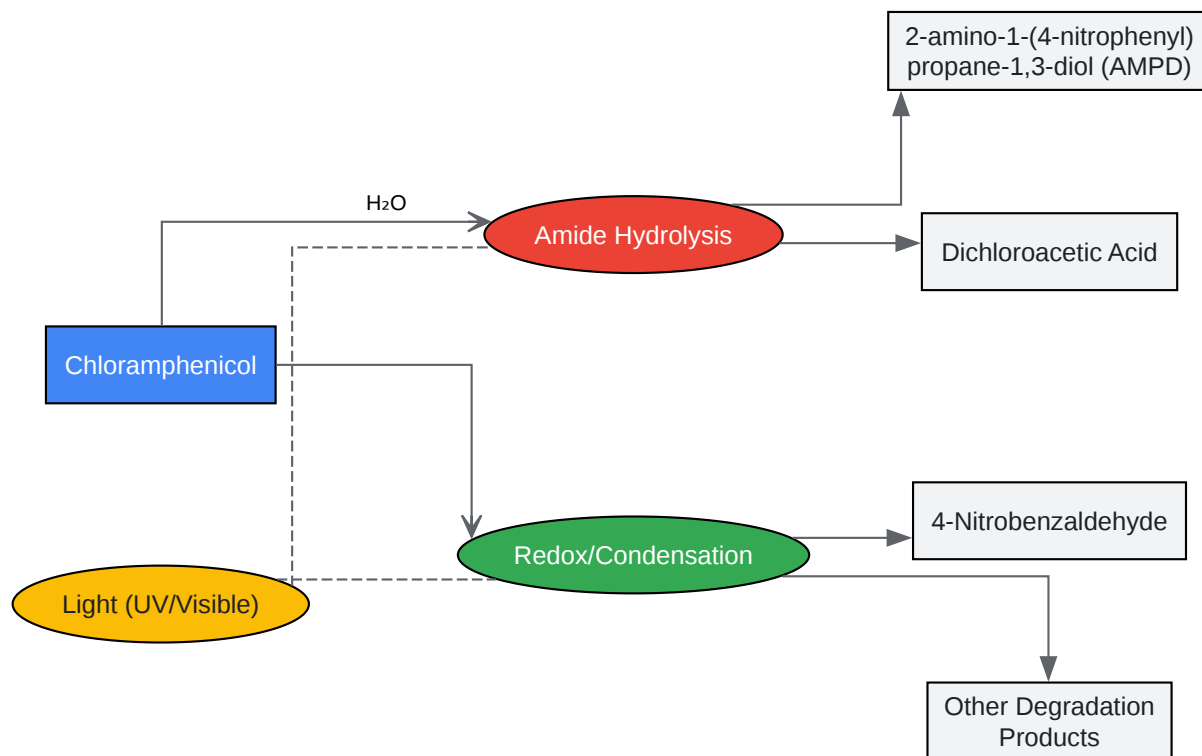 2-amino-1-(4-nitrophenyl)
propane-1,3-diol (AMPD)
H₂O
Amide Hydrolysis
Dichloroacetic Acid
Chloramphenicol
4-Nitrobenzaldehyde
Redox/Condensation
Light (UV/Visible)
Other Degradation
Products